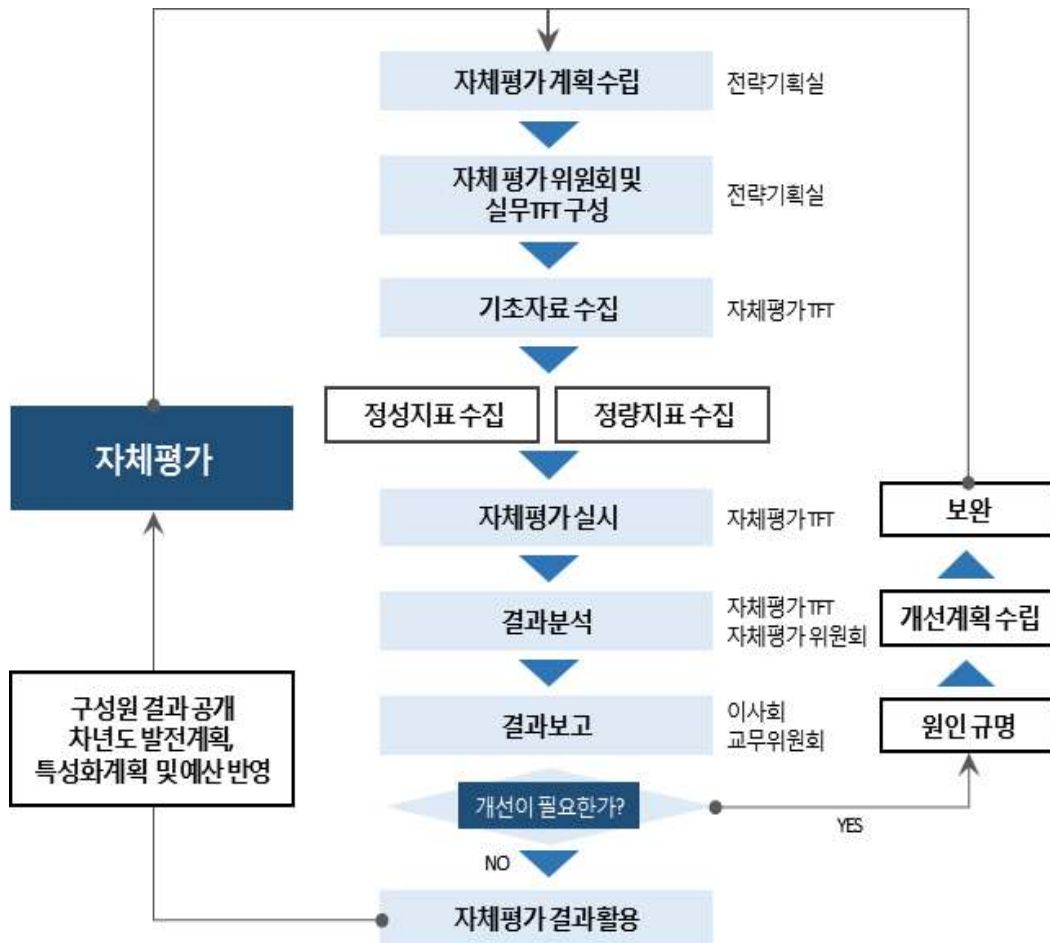 자체평가 계획 수립
전략기획실
자체 평가 위원회 및
실무TFT 구성
전략기획실
기초자료 수집
자체평가 TFT
정성지표 수집
정량지표 수집
자체평가
자체평가 실시
자체평가 TFT
보완
결과분석
자체평가 TFT
자체평가 위원회
개선계획 수립
구성원 결과 공개
차년도 발전계획,
특성화계획 및 예산 반영
결과보고
이사회
교무위원회
원인 규명
개선이 필요한가?
YES
NO
자체평가 결과 활용